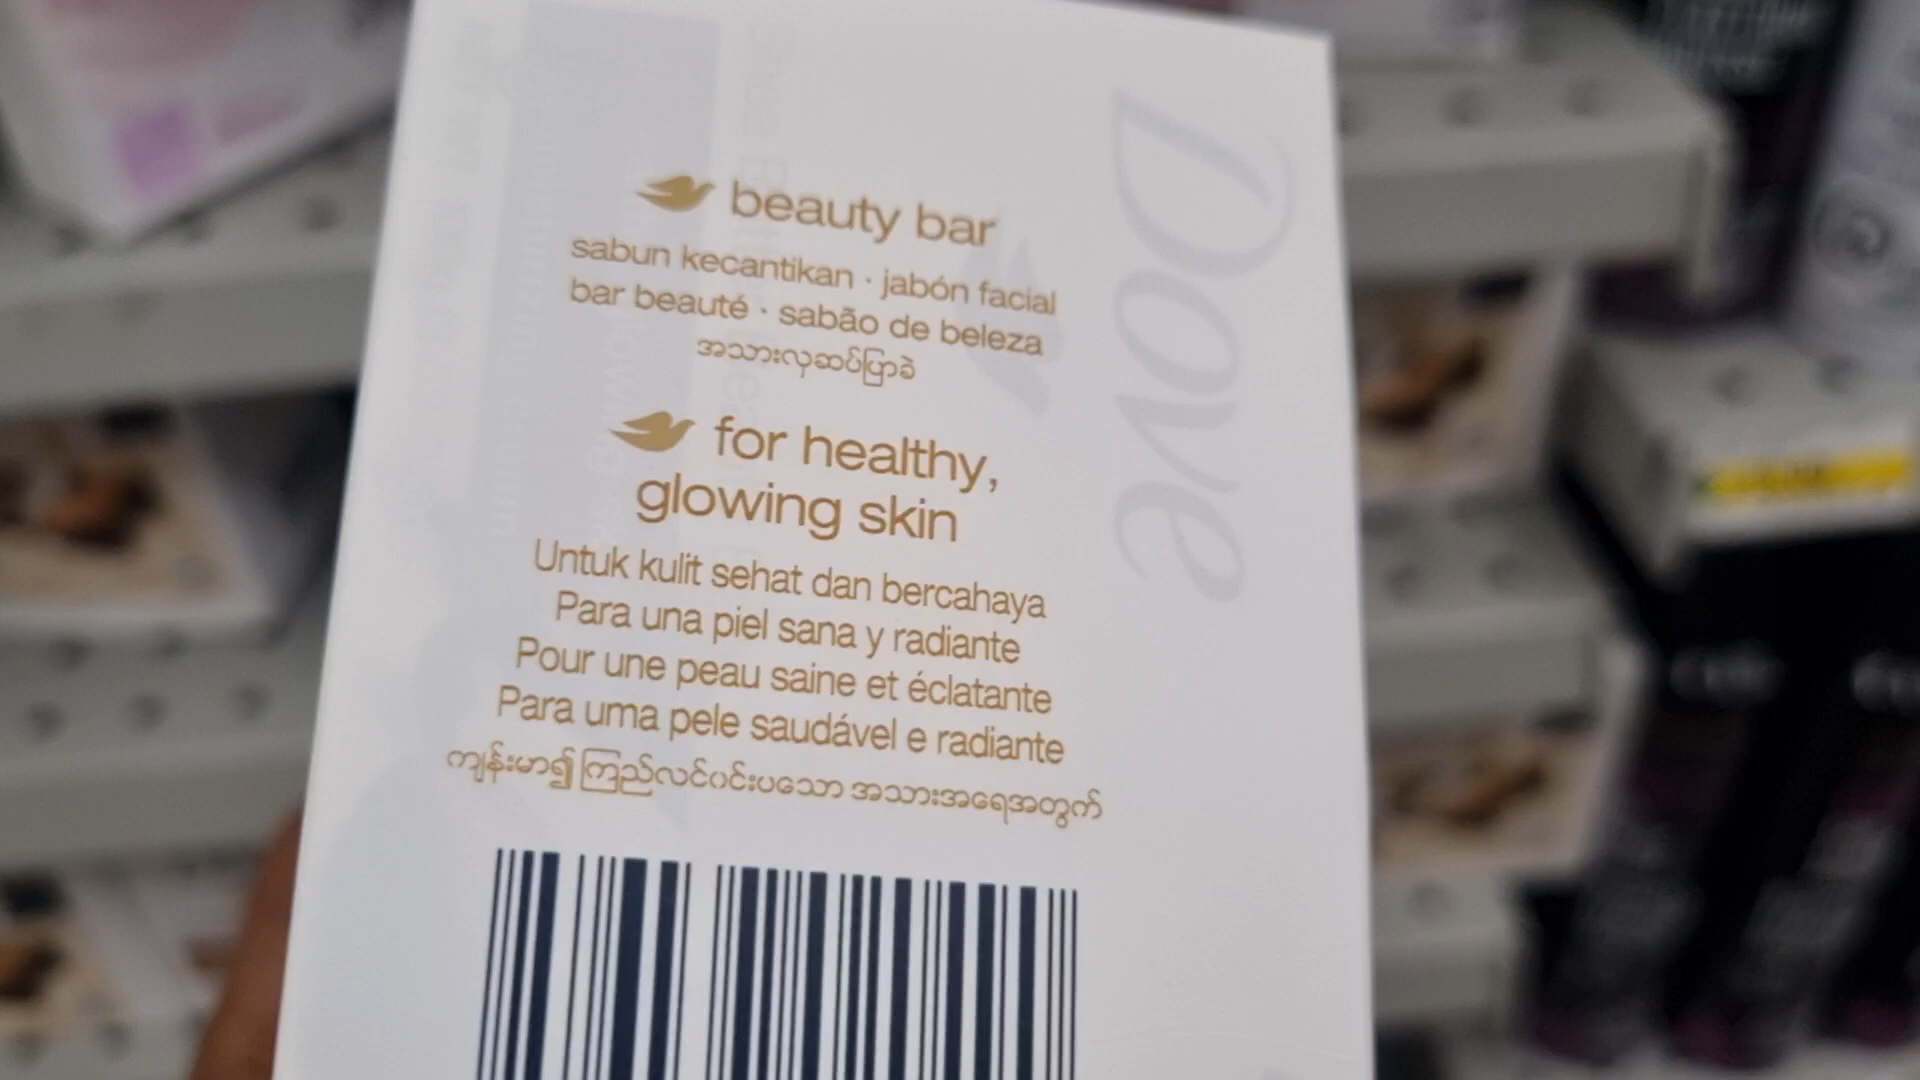 beauty bar
sabun kecantikan · jabón facial
bar beauté · sabão de beleza
အသားလှဆပ်ပြာခဲ
for healthy,
glowing skin
Untuk kulit sehat dan bercahaya
Para una piel sana y radiante
Pour une peau saine et éclatante
Para uma pele saudável e radiante
ကျန်းမာ၍ ကြည်လင်ဝင်းပသော အသားအရေအတွက်
Dove